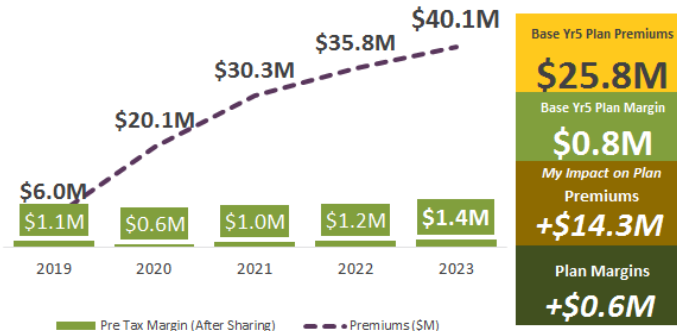 $40.1M
$35.8M
$30.3M
$20.1M
$6.0M
$1.1M
$0.6M
$1.0M
$1.2M
$1.4M
2019
2020
2021
2022
2023
Pre Tax Margin (After Sharing)
Premiums ($M)
Base Yr5 Plan Premiums
$25.8M
Base Yr5 Plan Margin
$0.8M
My Impact on Plan
Premiums
+$14.3M
Plan Margins
+$0.6M